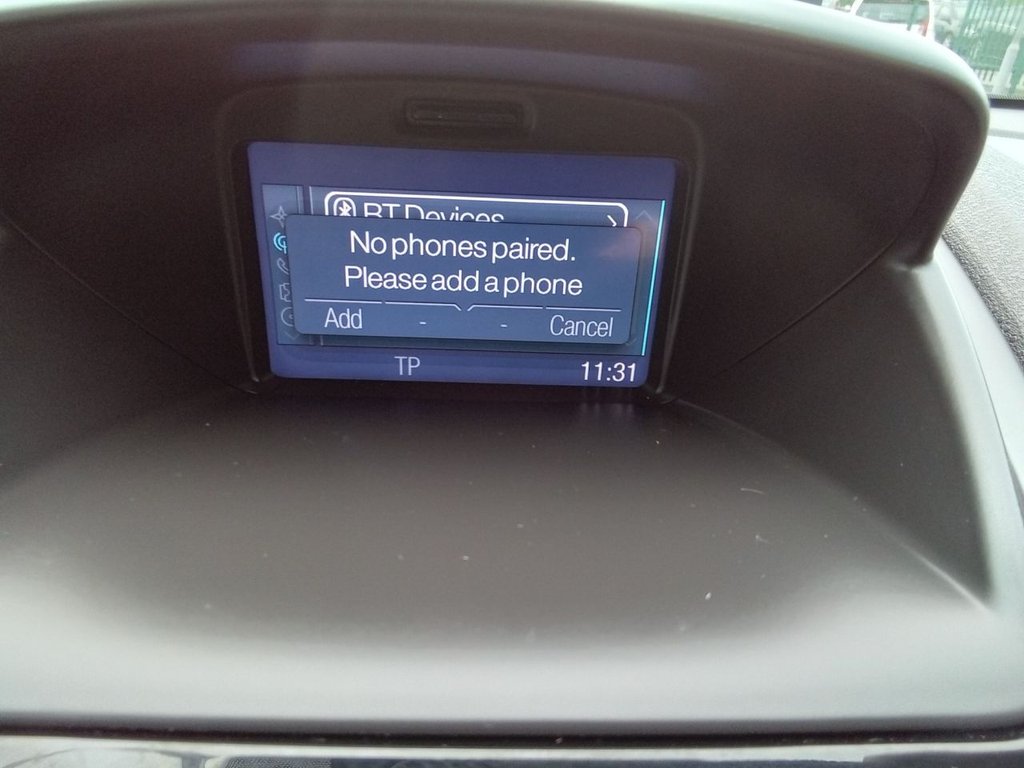 BT Devices
No phones paired.
Please add a phone
Add - - Cancel
TP 11:31